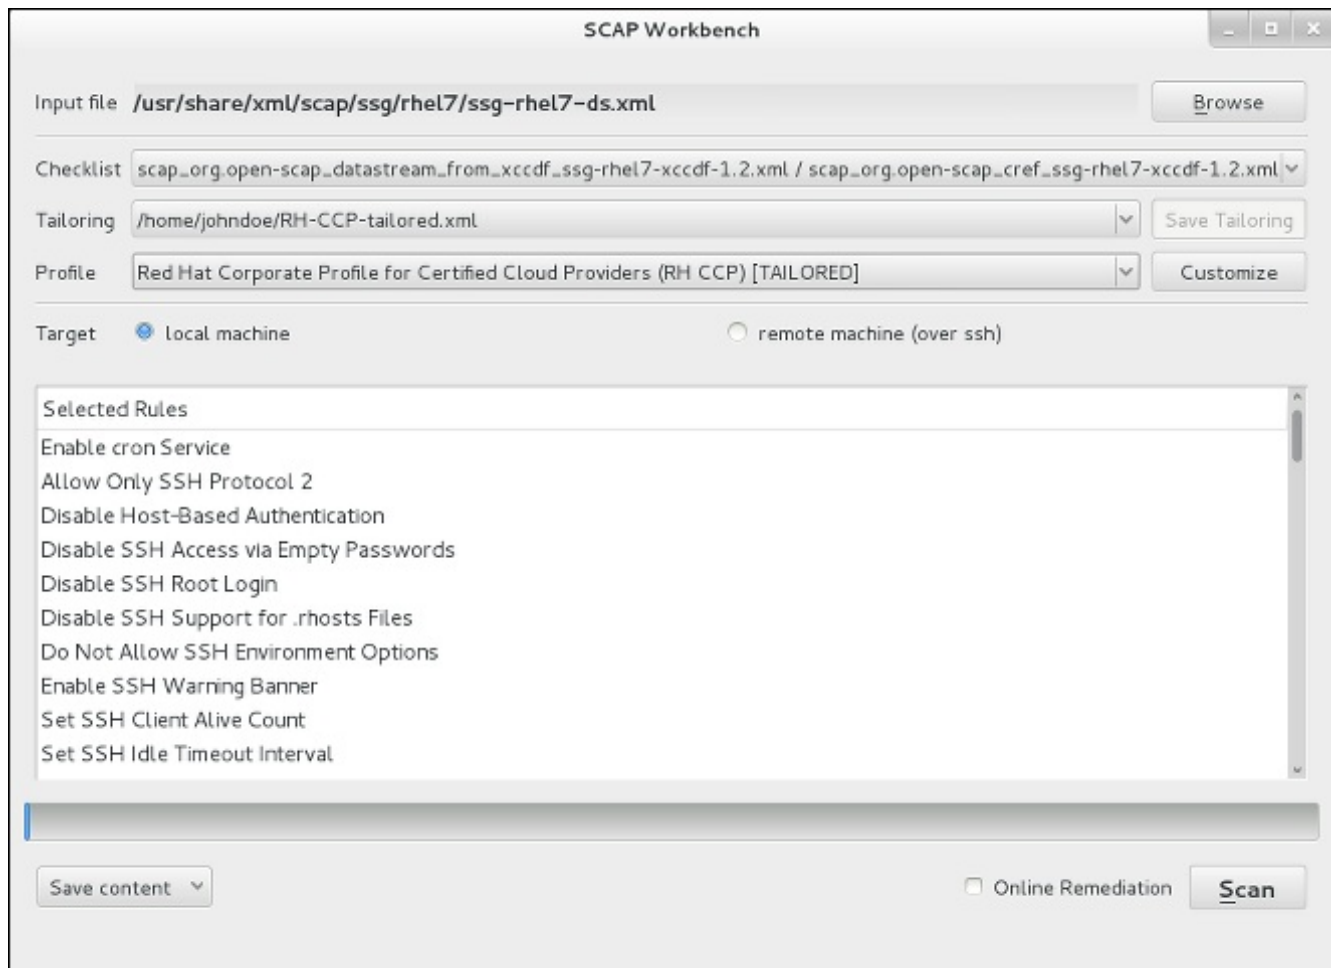 SCAP Workbench
Input file /usr/share/xml/scap/ssg/rhel7/ssg-rhel7-ds.xml Browse
Checklist scap_org.open-scap_datastream_from_xccdf_ssg-rhel7-xccdf-1.2.xml / scap_org.open-scap_cref_ssg-rhel7-xccdf-1.2.xml
Tailoring /home/johndoe/RH-CCP-tailored.xml Save Tailoring
Profile Red Hat Corporate Profile for Certified Cloud Providers (RH CCP) [TAILORED] Customize
Target local machine remote machine (over ssh)
Selected Rules
Enable cron Service
Allow Only SSH Protocol 2
Disable Host-Based Authentication
Disable SSH Access via Empty Passwords
Disable SSH Root Login
Disable SSH Support for .rhosts Files
Do Not Allow SSH Environment Options
Enable SSH Warning Banner
Set SSH Client Alive Count
Set SSH Idle Timeout Interval
Save content Online Remediation Scan